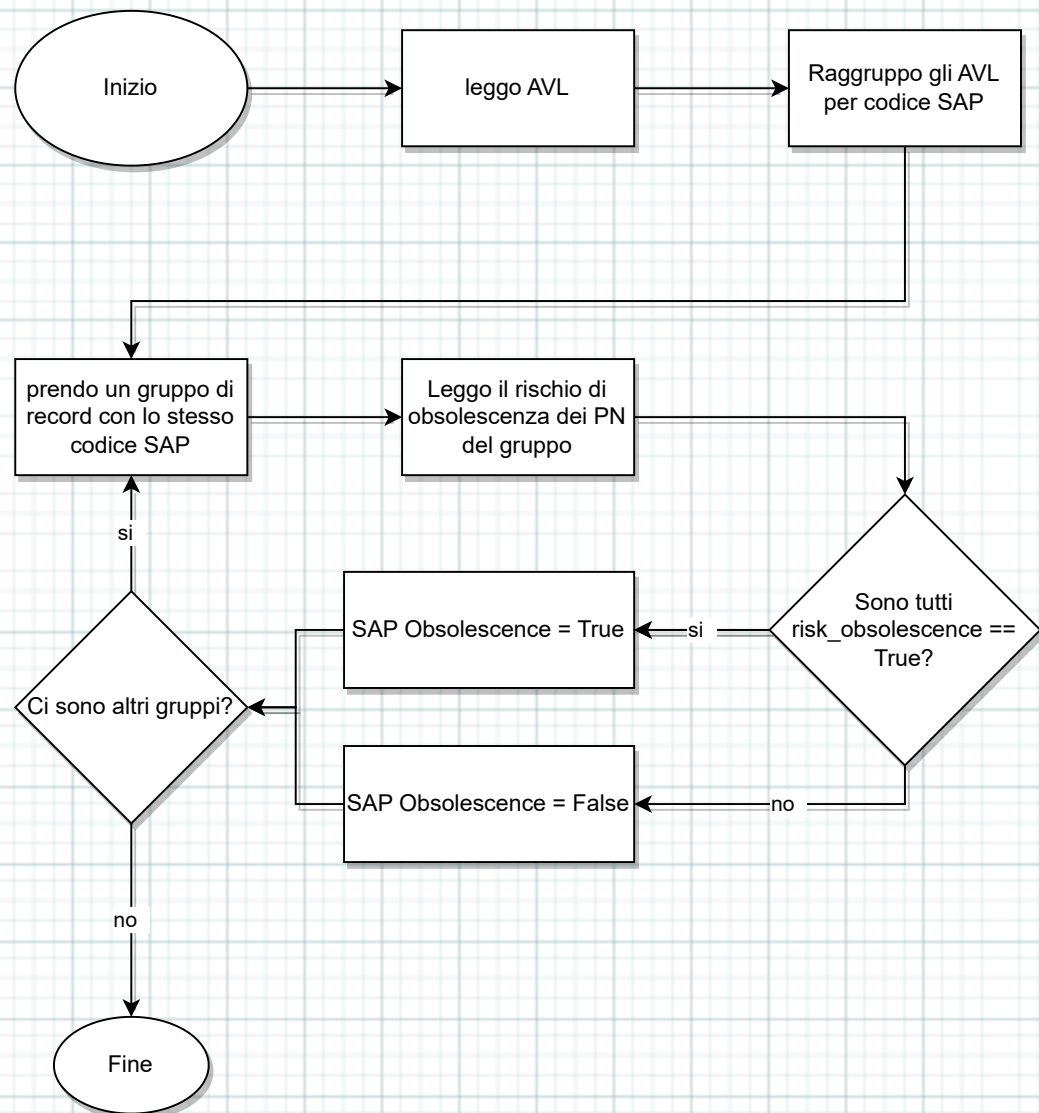 Inizio
leggo AVL
Raggruppo gli AVL
per codice SAP
prendo un gruppo di
record con lo stesso
codice SAP
Leggo il rischio di
obsolescenza dei PN
del gruppo
si
Sono tutti
risk_obsolescence ==
True?
SAP Obsolescence = True
si
Ci sono altri gruppi?
SAP Obsolescence = False
no
no
Fine